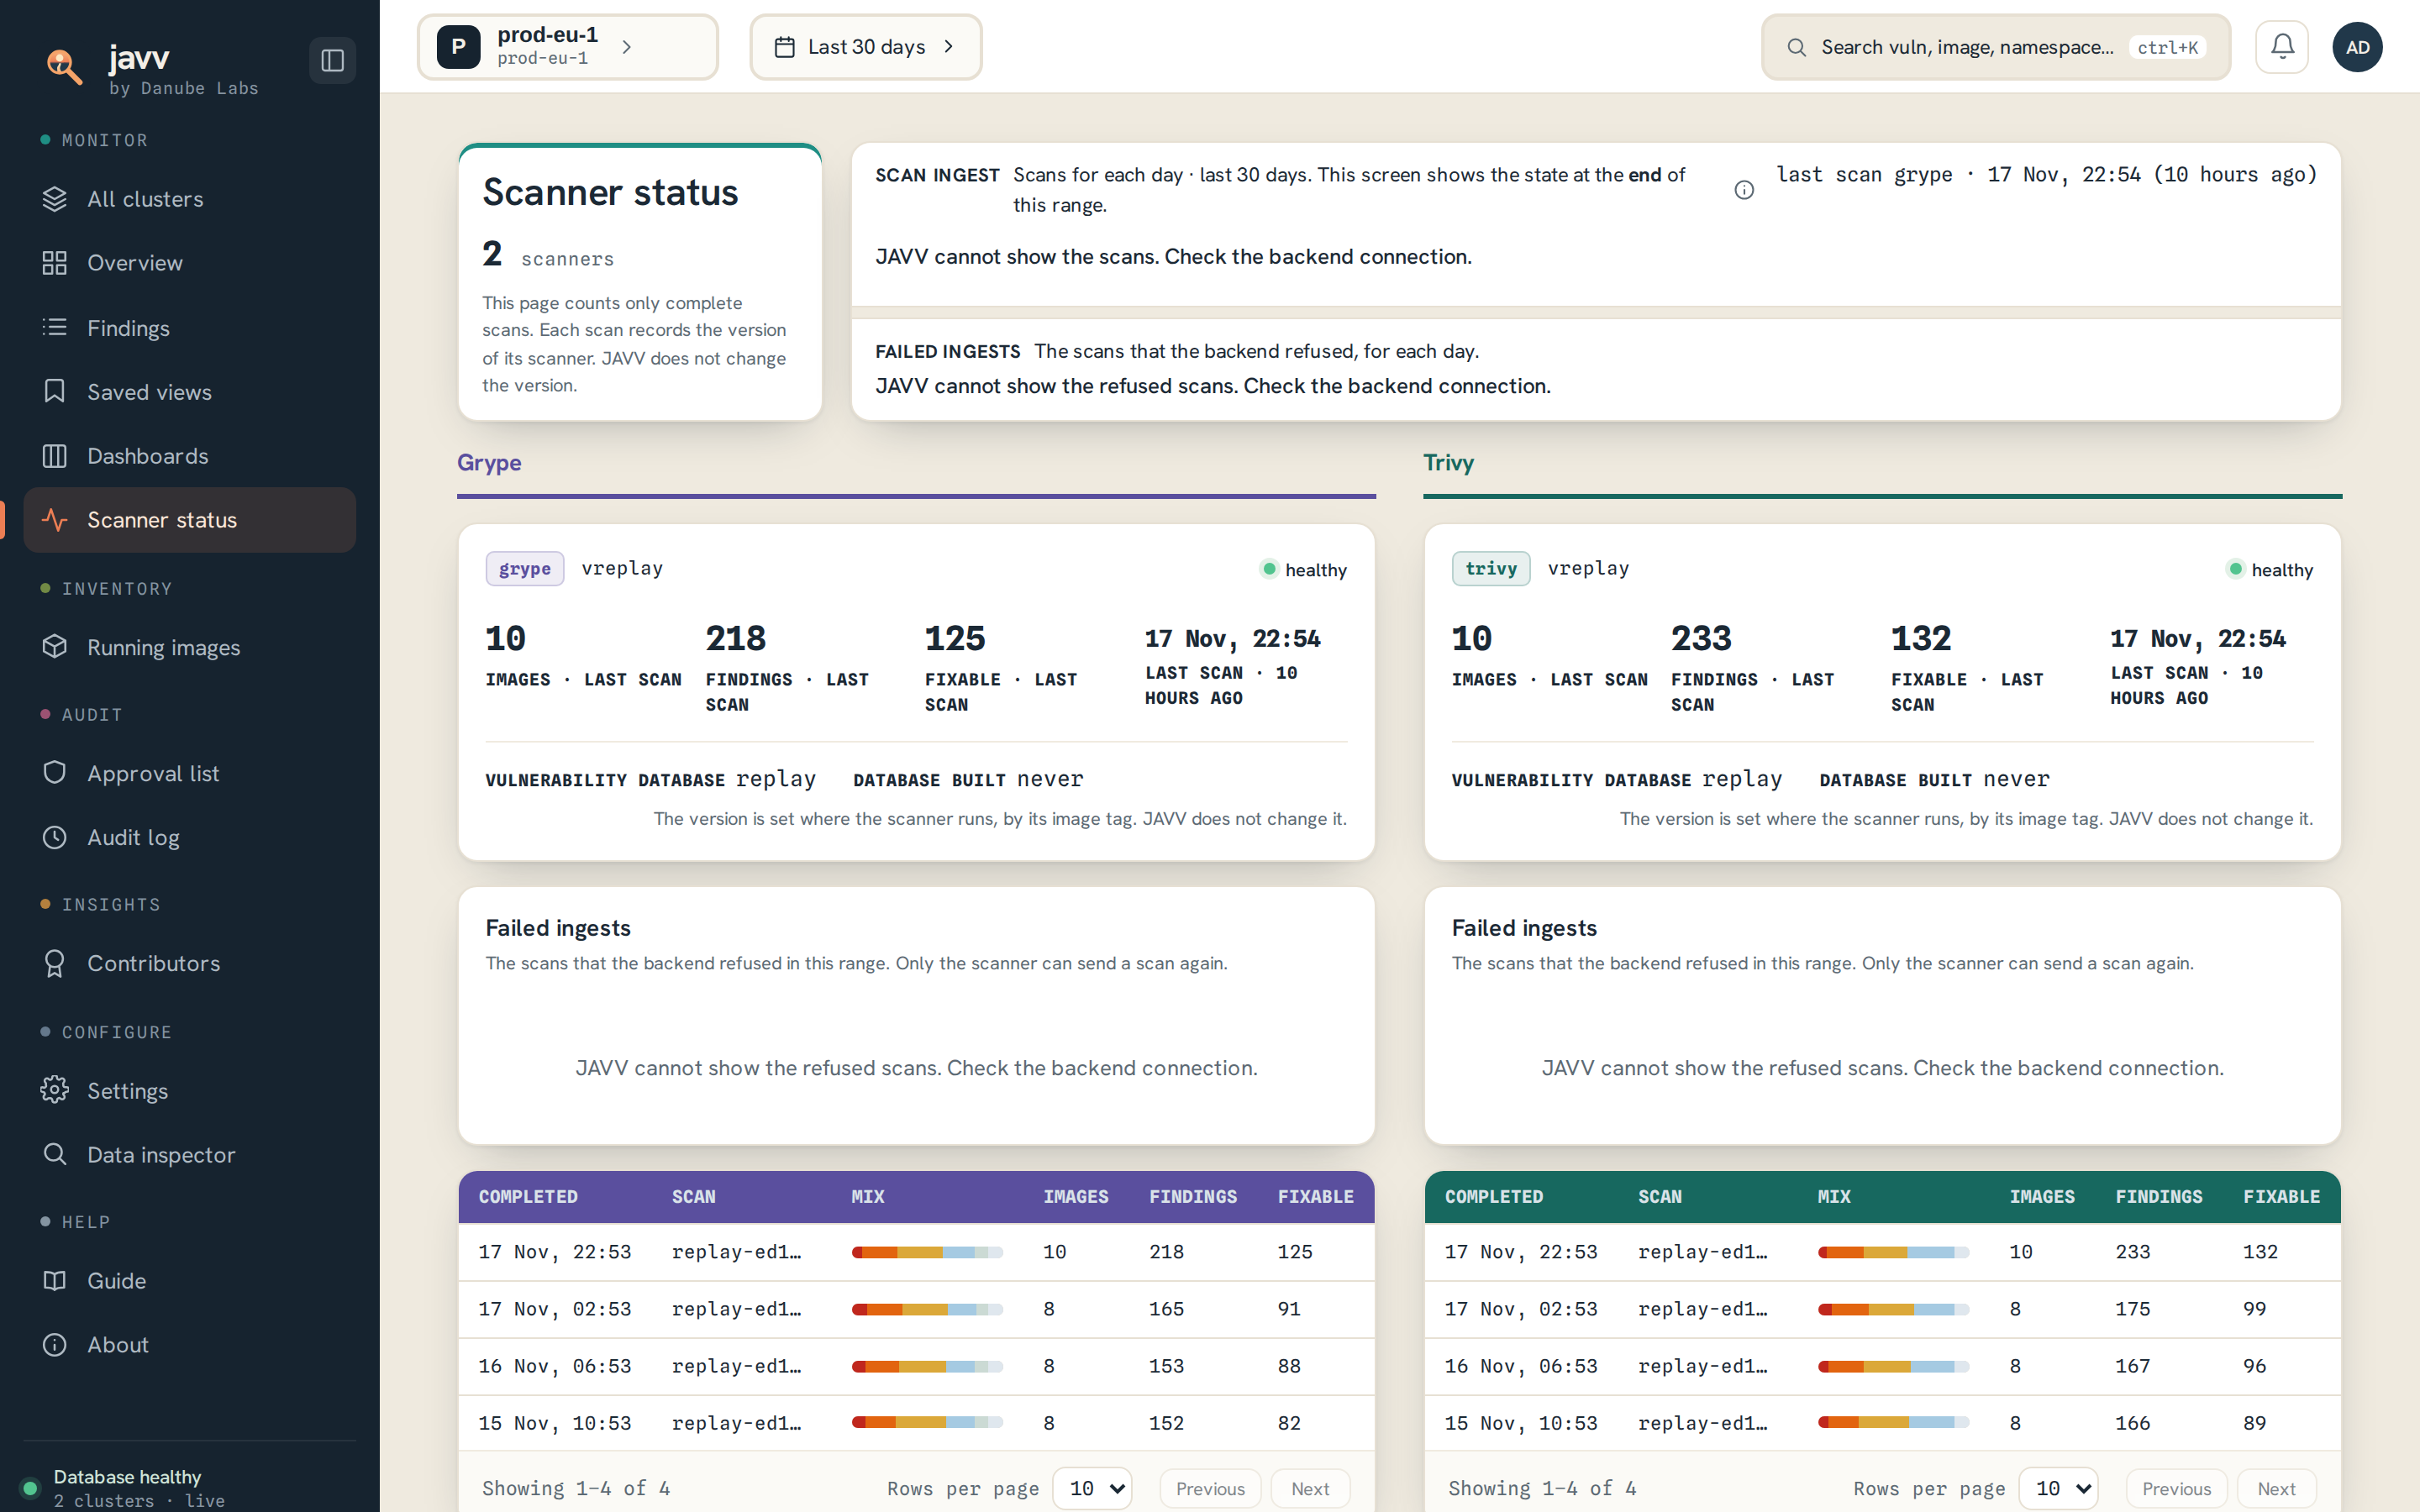 javv
by Danube Labs
MONITOR
All clusters
Overview
Findings
Saved views
Dashboards
Scanner status
INVENTORY
Running images
AUDIT
Approval list
Audit log
INSIGHTS
Contributors
CONFIGURE
Settings
Data inspector
HELP
Guide
About
Database healthy
2 clusters · live
P
prod-eu-1
prod-eu-1
Last 30 days
Search vuln, image, namespace... ctrl+K
AD
Scanner status
2 scanners
This page counts only complete
scans. Each scan records the version
of its scanner. JAVV does not change
the version.
SCAN INGEST Scans for each day · last 30 days. This screen shows the state at the end of
this range.
last scan grype · 17 Nov, 22:54 (10 hours ago)
JAVV cannot show the scans. Check the backend connection.
FAILED INGESTS The scans that the backend refused, for each day.
JAVV cannot show the refused scans. Check the backend connection.
Grype
grype vreplay healthy
10 218 125 17 Nov, 22:54
IMAGES · LAST SCAN FINDINGS · LAST SCAN FIXABLE · LAST SCAN LAST SCAN · 10 HOURS AGO
VULNERABILITY DATABASE replay DATABASE BUILT never
The version is set where the scanner runs, by its image tag. JAVV does not change it.
Failed ingests
The scans that the backend refused in this range. Only the scanner can send a scan again.
JAVV cannot show the refused scans. Check the backend connection.
COMPLETED SCAN MIX IMAGES FINDINGS FIXABLE
17 Nov, 22:53 replay-ed1… 10 218 125
17 Nov, 02:53 replay-ed1… 8 165 91
16 Nov, 06:53 replay-ed1… 8 153 88
15 Nov, 10:53 replay-ed1… 8 152 82
Showing 1–4 of 4 Rows per page 10 Previous Next
Trivy
trivy vreplay healthy
10 233 132 17 Nov, 22:54
IMAGES · LAST SCAN FINDINGS · LAST SCAN FIXABLE · LAST SCAN LAST SCAN · 10 HOURS AGO
VULNERABILITY DATABASE replay DATABASE BUILT never
The version is set where the scanner runs, by its image tag. JAVV does not change it.
Failed ingests
The scans that the backend refused in this range. Only the scanner can send a scan again.
JAVV cannot show the refused scans. Check the backend connection.
COMPLETED SCAN MIX IMAGES FINDINGS FIXABLE
17 Nov, 22:53 replay-ed1… 10 233 132
17 Nov, 02:53 replay-ed1… 8 175 99
16 Nov, 06:53 replay-ed1… 8 167 96
15 Nov, 10:53 replay-ed1… 8 166 89
Showing 1–4 of 4 Rows per page 10 Previous Next